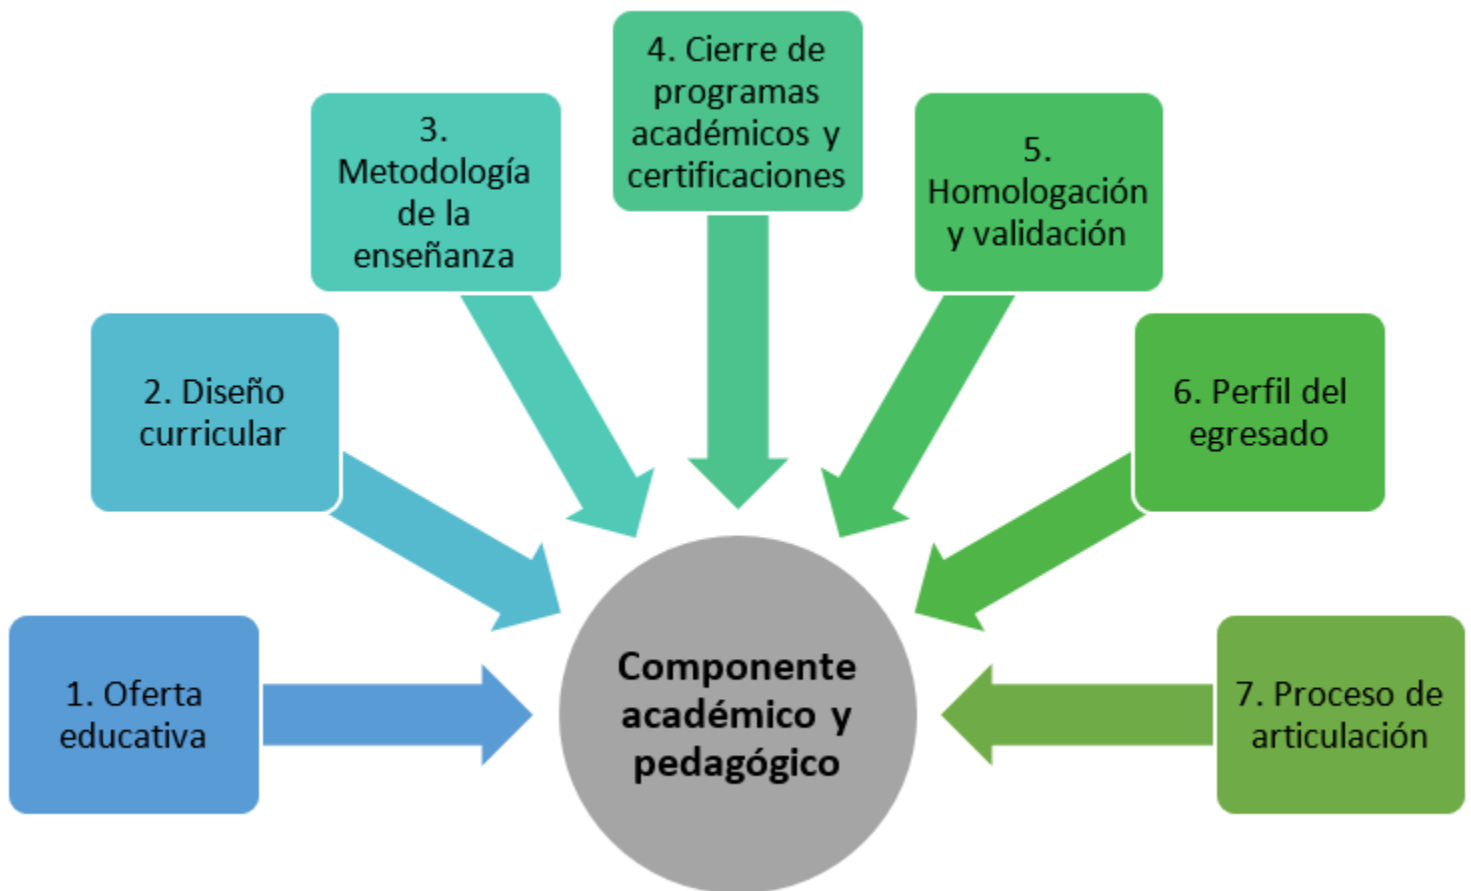 1. Oferta
educativa
2. Diseño
curricular
3.
Metodología
de la
enseñanza
4. Cierre de
programas
académicos y
certificaciones
5.
Homologación
y validación
6. Perfil del
egresado
7. Proceso de
articulación
Componente
académico y
pedagógico